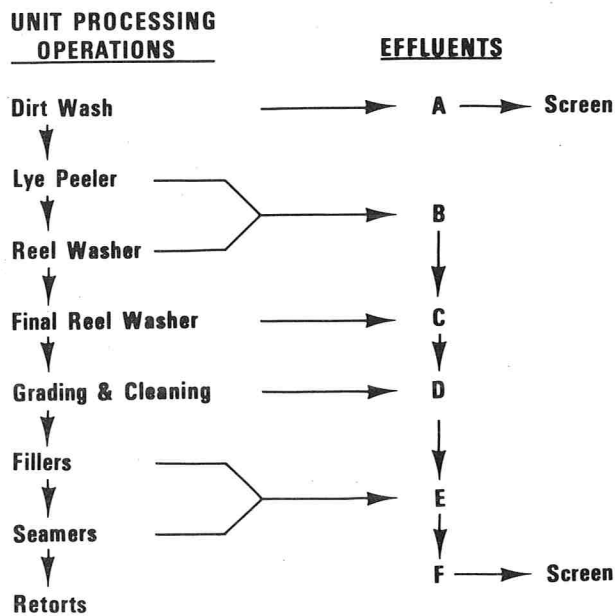 UNIT PROCESSING
OPERATIONS
EFFLUENTS
Dirt Wash
A
Screen
Lye Peeler
B
Reel Washer
Final Reel Washer
C
Grading & Cleaning
D
Fillers
E
Seamers
F
Screen
Retorts